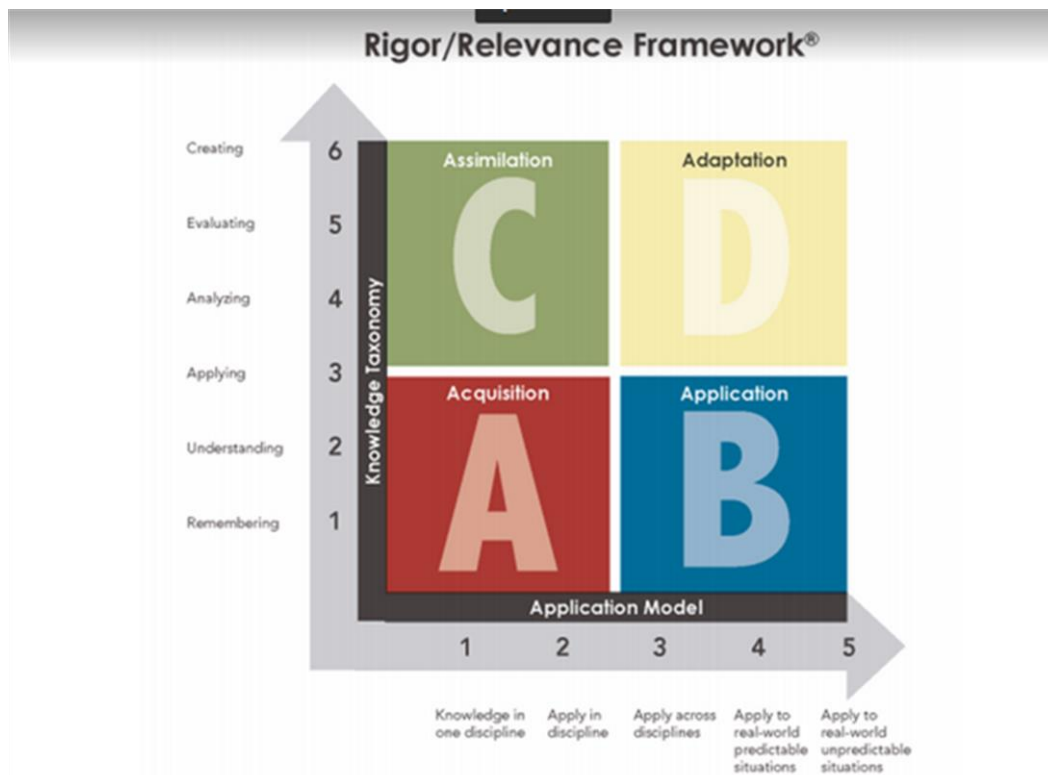 Rigor/Relevance Framework®
Creating
6
Evaluating
5
Analyzing
4
Applying
3
Understanding
2
Remembering
1
Knowledge Taxonomy
Assimilation
C
Adaptation
D
Acquisition
A
Application
B
Application Model
1 2 3 4 5
Knowledge in
one discipline
Apply in
discipline
Apply across
disciplines
Apply to
real-world
predictable
situations
Apply to
real-world
unpredictable
situations